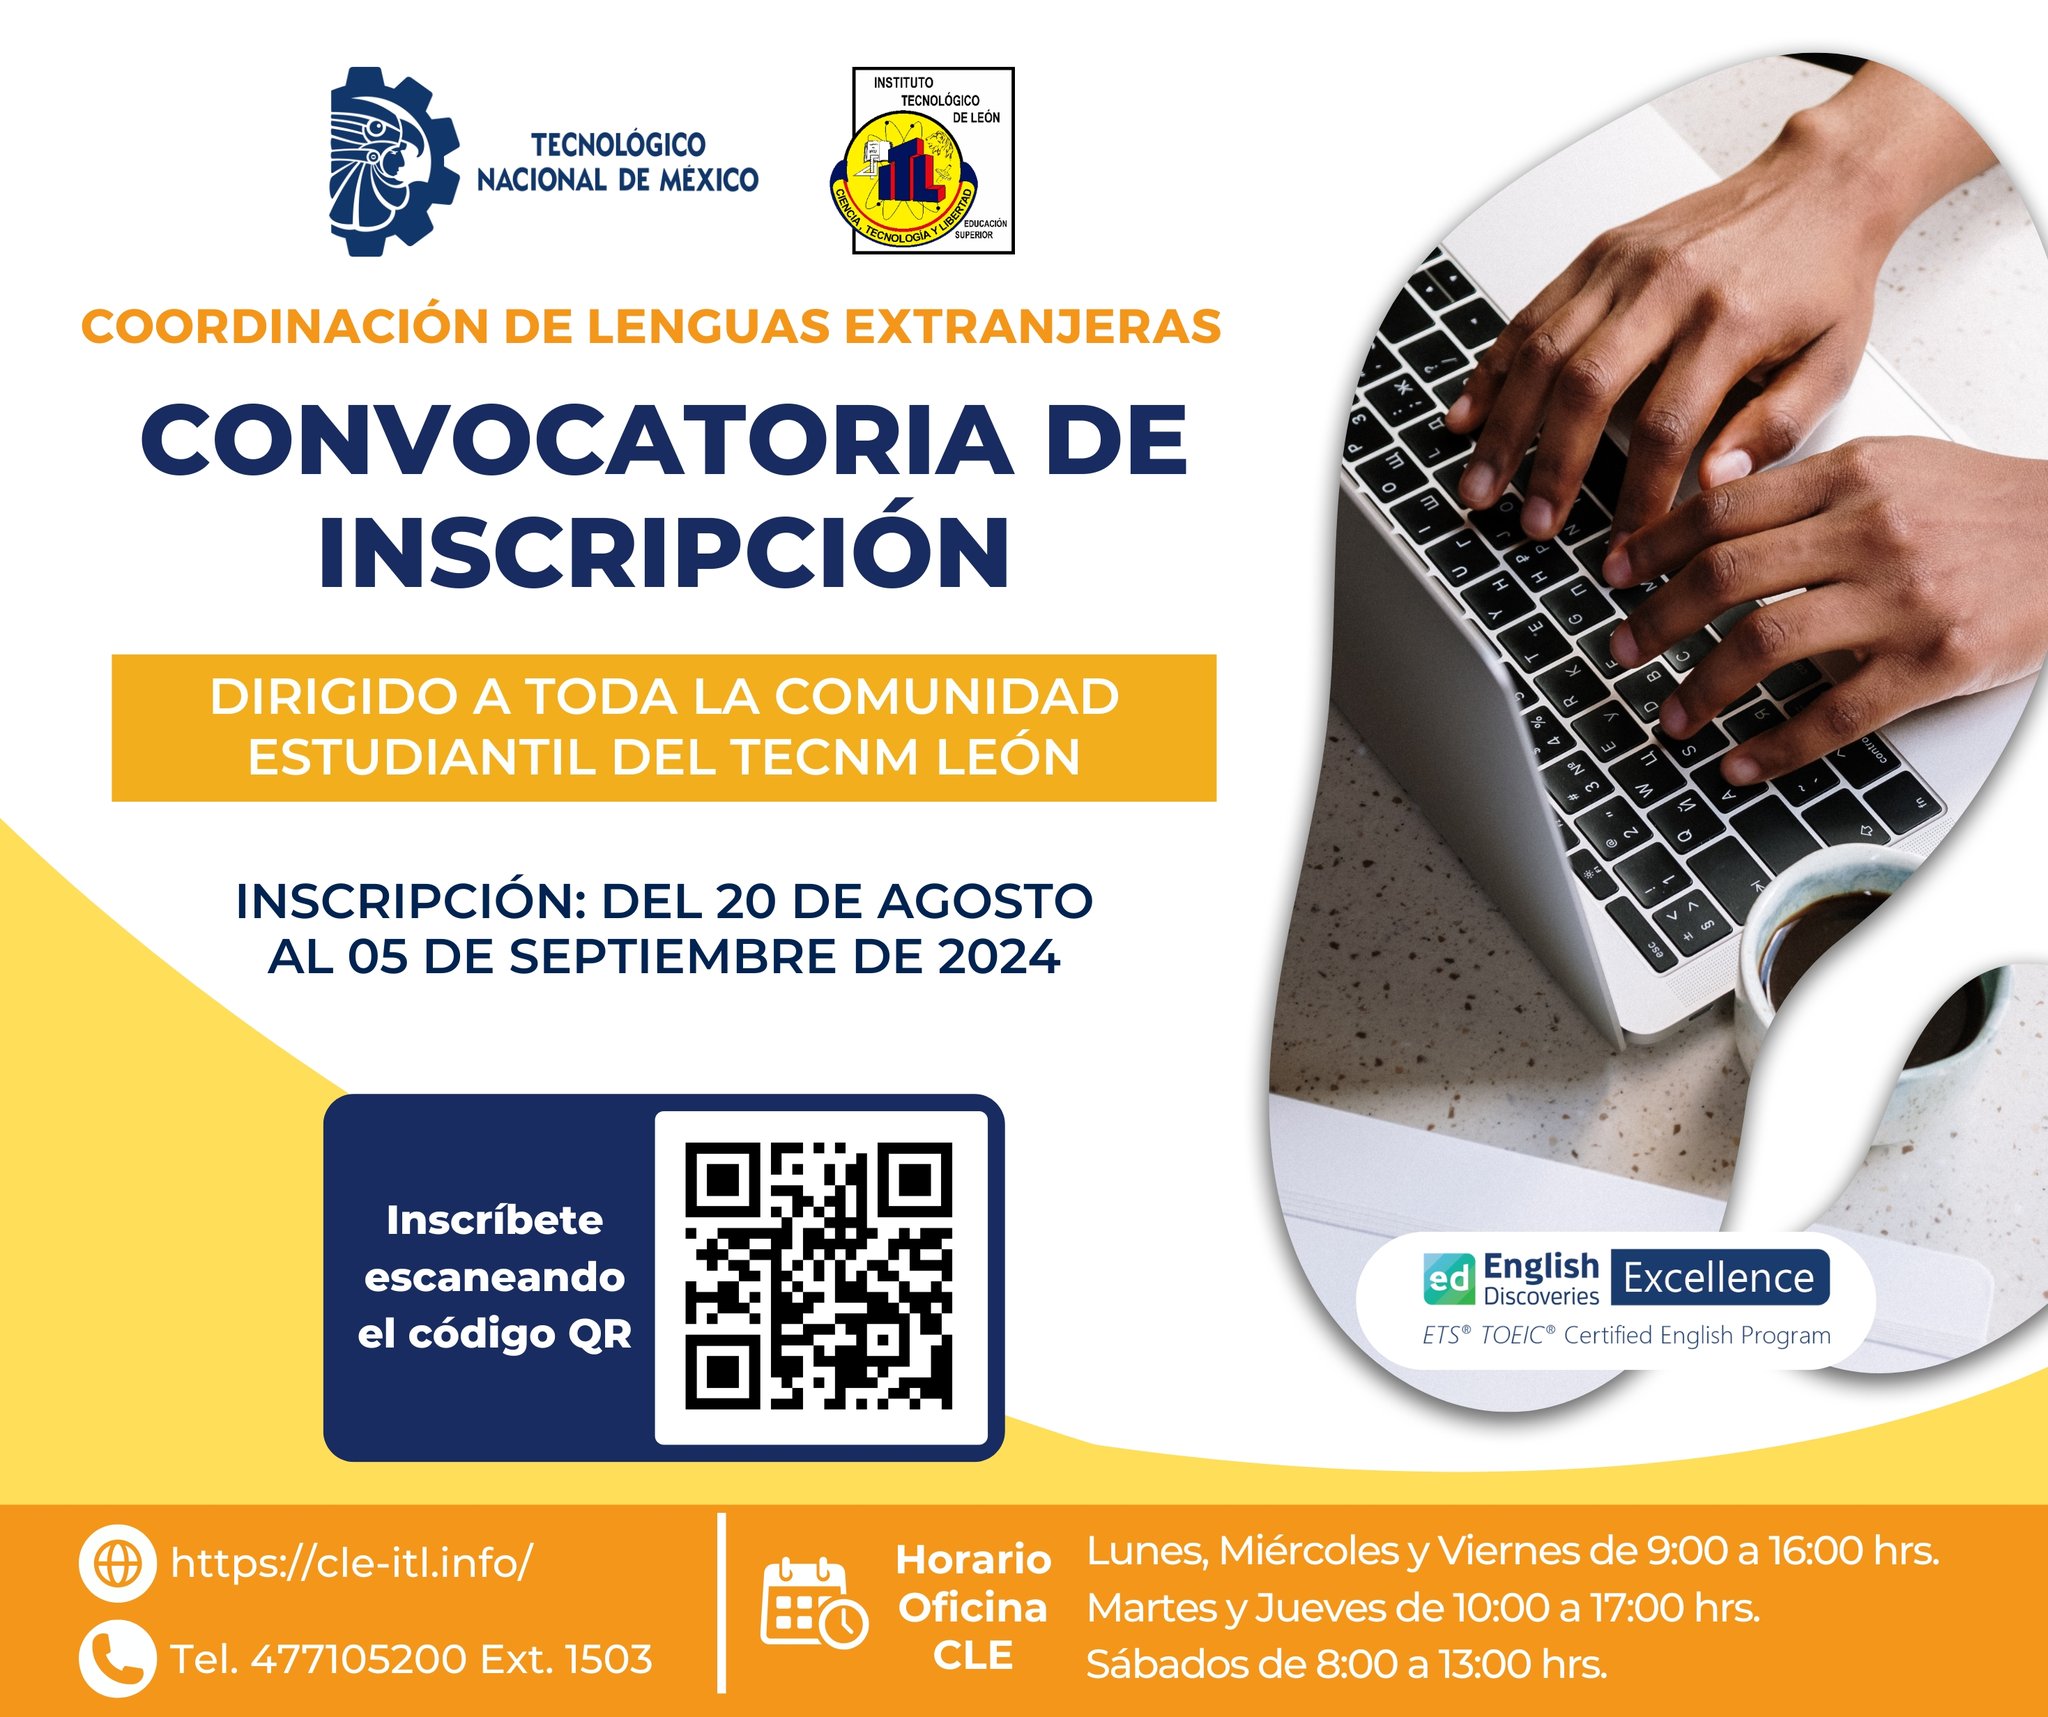 TECNOLÓGICO
NACIONAL DE MÉXICO
INSTITUTO
TECNOLÓGICO
DE LEÓN
ITL
CIENCIA, TECNOLOGÍA Y LIBERTAD
EDUCACIÓN
SUPERIOR
COORDINACIÓN DE LENGUAS EXTRANJERAS
CONVOCATORIA DE
INSCRIPCIÓN
DIRIGIDO A TODA LA COMUNIDAD
ESTUDIANTIL DEL TECNM LEÓN
INSCRIPCIÓN: DEL 20 DE AGOSTO
AL 05 DE SEPTIEMBRE DE 2024
Inscríbete
escaneando
el código QR
ed English
Discoveries
Excellence
ETS® TOEIC® Certified English Program
https://cle-itl.info/
Tel. 477105200 Ext. 1503
Horario
Oficina
CLE
Lunes, Miércoles y Viernes de 9:00 a 16:00 hrs.
Martes y Jueves de 10:00 a 17:00 hrs.
Sábados de 8:00 a 13:00 hrs.